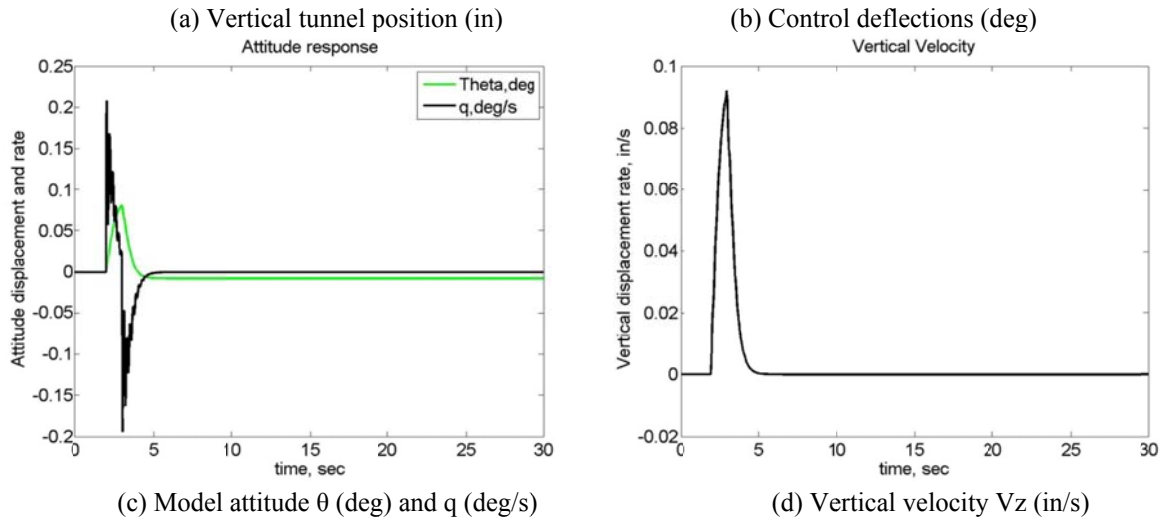 (a) Vertical tunnel position (in)
(b) Control deflections (deg)
Attitude response
0.25
0.2
0.15
0.1
0.05
0
-0.05
-0.1
-0.15
-0.2
Attitude displacement and rate
Theta,deg
q,deg/s
0 5 10 15 20 25 30
time, sec
(c) Model attitude θ (deg) and q (deg/s)
Vertical Velocity
0.1
0.08
0.06
0.04
0.02
0
-0.02
Vertical displacement rate, in/s
0 5 10 15 20 25 30
time, sec
(d) Vertical velocity Vz (in/s)